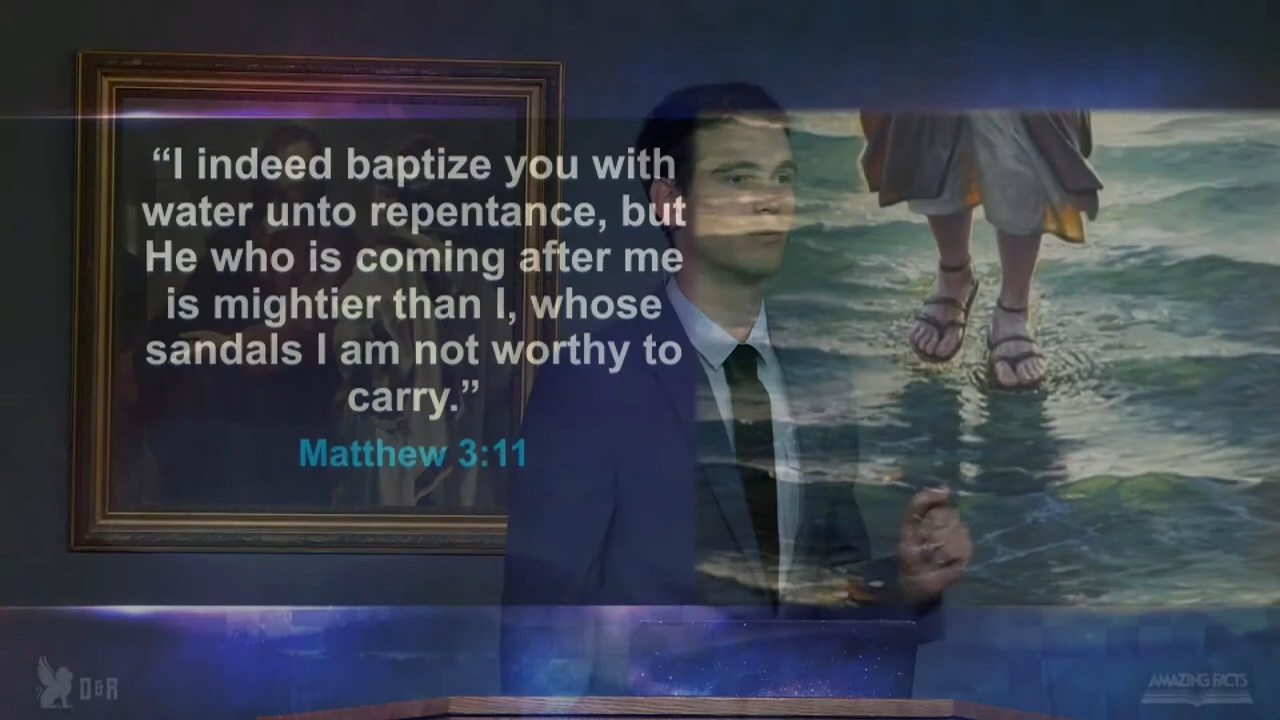 “I indeed baptize you with
water unto repentance, but
He who is coming after me
is mightier than I, whose
sandals I am not worthy to
carry.”
Matthew 3:11
D&R
AMAZING FACTS